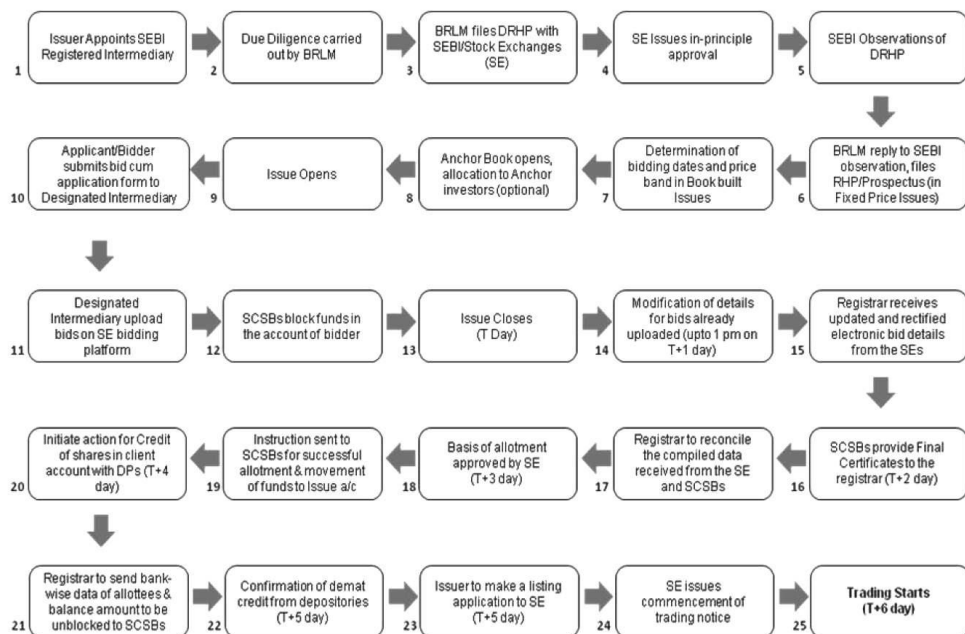 Issuer Appoints SEBI
Registered Intermediary
1
Due Diligence carried
out by BRLM
2
BRLM files DRHP with
SEBI/Stock Exchanges
(SE)
3
SE Issues in-principle
approval
4
SEBI Observations of
DRHP
5
BRLM reply to SEBI
observation, files
RHP/Prospectus (in
Fixed Price Issues)
6
Determination of
bidding dates and price
band in Book built
Issues
7
Anchor Book opens,
allocation to Anchor
investors (optional)
8
Issue Opens
9
Applicant/Bidder
submits bid cum
application form to
Designated Intermediary
10
Designated
Intermediary upload
bids on SE bidding
platform
11
SCSBs block funds in
the account of bidder
12
Issue Closes
(T Day)
13
Modification of details
for bids already
uploaded (upto 1 pm on
T+1 day)
14
Registrar receives
updated and rectified
electronic bid details
from the SEs
15
SCSBs provide Final
Certificates to the
registrar (T+2 day)
16
Registrar to reconcile
the compiled data
received from the SE
and SCSBs
17
Basis of allotment
approved by SE
(T+3 day)
18
Instruction sent to
SCSBs for successful
allotment & movement
of funds to Issue a/c
19
Initiate action for Credit
of shares in client
account with DPs (T+4
day)
20
Registrar to send bank-
wise data of allottees &
balance amount to be
unblocked to SCSBs
21
Confirmation of demat
credit from depositories
(T+5 day)
22
Issuer to make a listing
application to SE
(T+5 day)
23
SE issues
commencement of
trading notice
24
Trading Starts
(T+6 day)
25